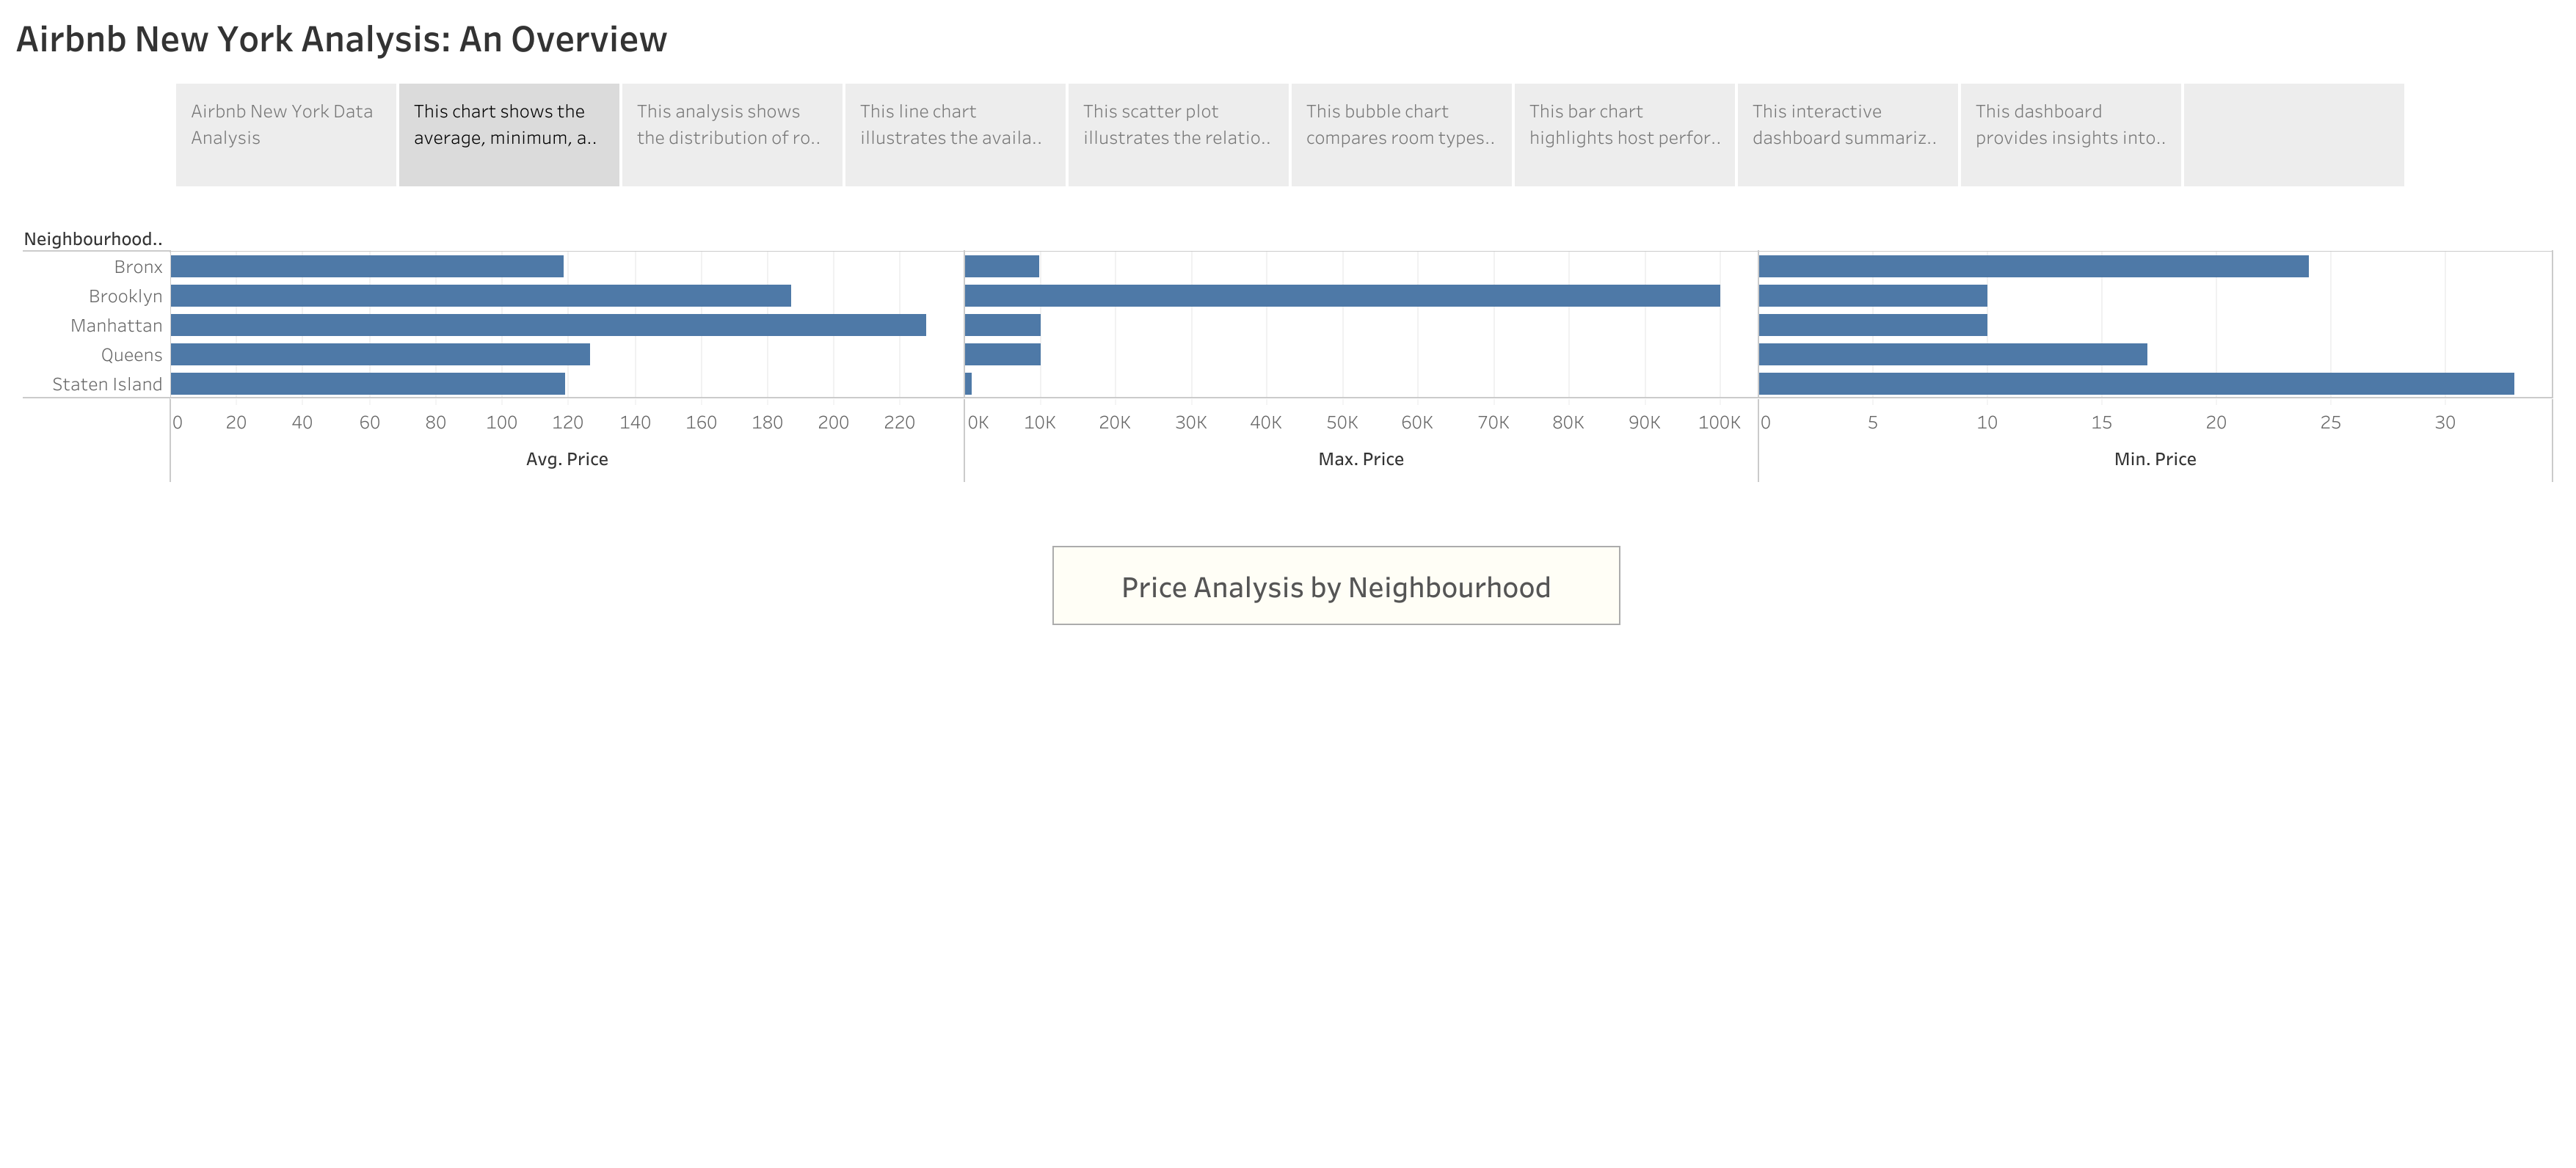 Airbnb New York Analysis: An Overview
Airbnb New York Data
Analysis
This chart shows the
average, minimum, a..
This analysis shows
the distribution of ro..
This line chart
illustrates the availa..
This scatter plot
illustrates the relatio..
This bubble chart
compares room types..
This bar chart
highlights host perfor..
This interactive
dashboard summariz..
This dashboard
provides insights into..
Neighbourhood..
Bronx
Brooklyn
Manhattan
Queens
Staten Island
0 20 40 60 80 100 120 140 160 180 200 220
Avg. Price
0K 10K 20K 30K 40K 50K 60K 70K 80K 90K 100K
Max. Price
0 5 10 15 20 25 30
Min. Price
Price Analysis by Neighbourhood